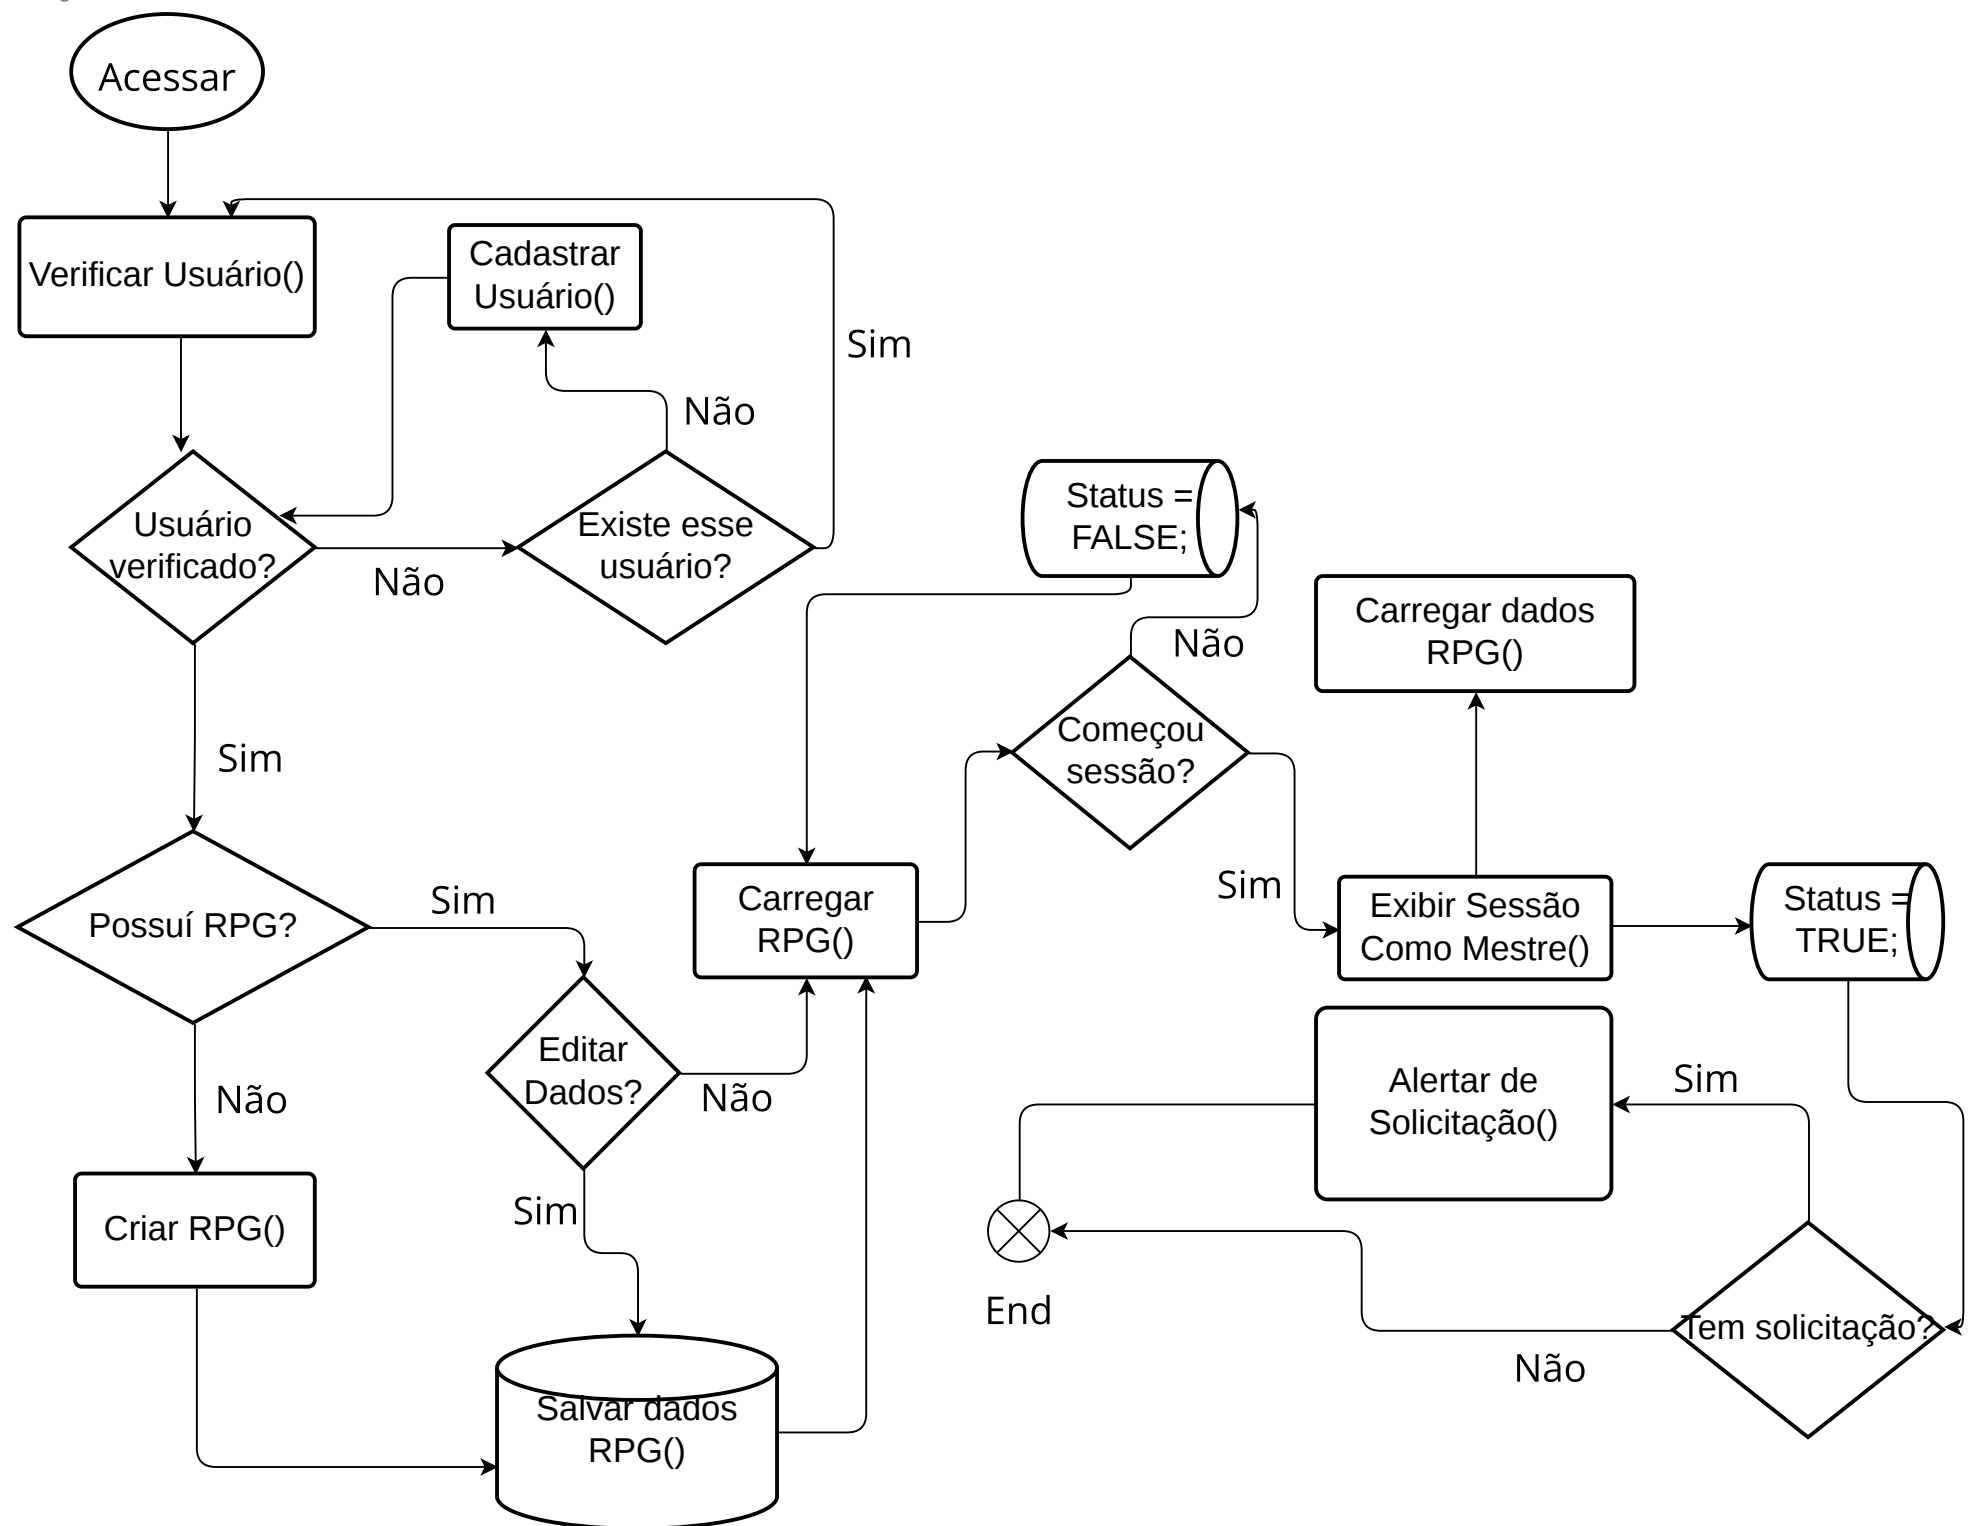 Acessar
Verificar Usuário()
Cadastrar
Usuário()
Sim
Não
Usuário
verificado?
Não
Existe esse
usuário?
Status =
FALSE;
Não
Carregar dados
RPG()
Começou
sessão?
Sim
Sim
Possuí RPG?
Sim
Carregar
RPG()
Exibir Sessão
Como Mestre()
Status =
TRUE;
Editar
Dados?
Não
Não
Alertar de
Solicitação()
Sim
Criar RPG()
Sim
End
Tem solicitação?
Não
Salvar dados
RPG()